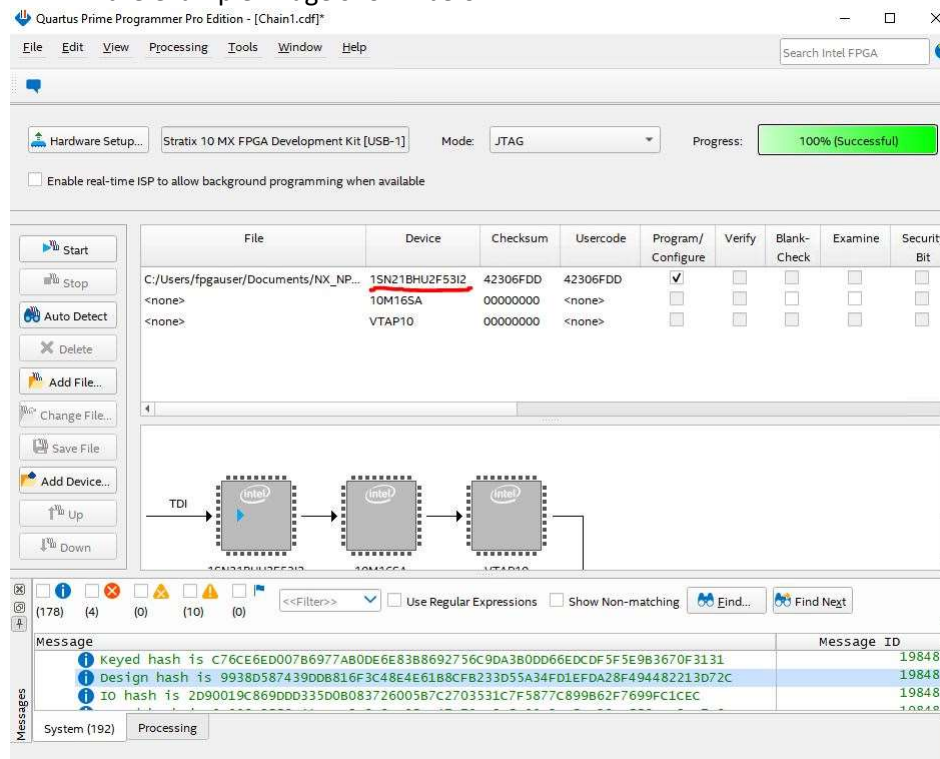 Quartus Prime Programmer Pro Edition - [Chain1.cdf]*
File Edit View Processing Tools Window Help
Search Intel FPGA
Hardware Setup... Stratix 10 MX FPGA Development Kit [USB-1] Mode: JTAG Progress: 100% (Successful)
Enable real-time ISP to allow background programming when available
Start
Stop
Auto Detect
Delete
Add File...
Change File...
Save File
Add Device...
Up
Down
File Device Checksum Usercode Program/ Configure Verify Blank- Check Examine Securit Bit
C:/Users/fpgauser/Documents/NX_NP... 1SN21BHU2F53I2 42306FDD 42306FDD
<none> 10M16SA 00000000 <none>
<none> VTAP10 00000000 <none>
TDI
intel
intel
intel
(178) (4) (0) (10) (0) <<Filter>> Use Regular Expressions Show Non-matching Find... Find Next
Message Message ID
Keyed hash is C76CE6ED007B6977AB0DE6E83B8692756C9DA3B0DD66EDCDF5F5E9B3670F3131 19848
Design hash is 9938D5587439DDB816F3C48E4E61B8CFB233D55A34FD1EFDA28F494482213D72C 19848
IO hash is 2D90019C869DDD335D0B083726005B7C2703531C7F5877C899B62F7699FC1CEC 19848
Messages
System (192) Processing